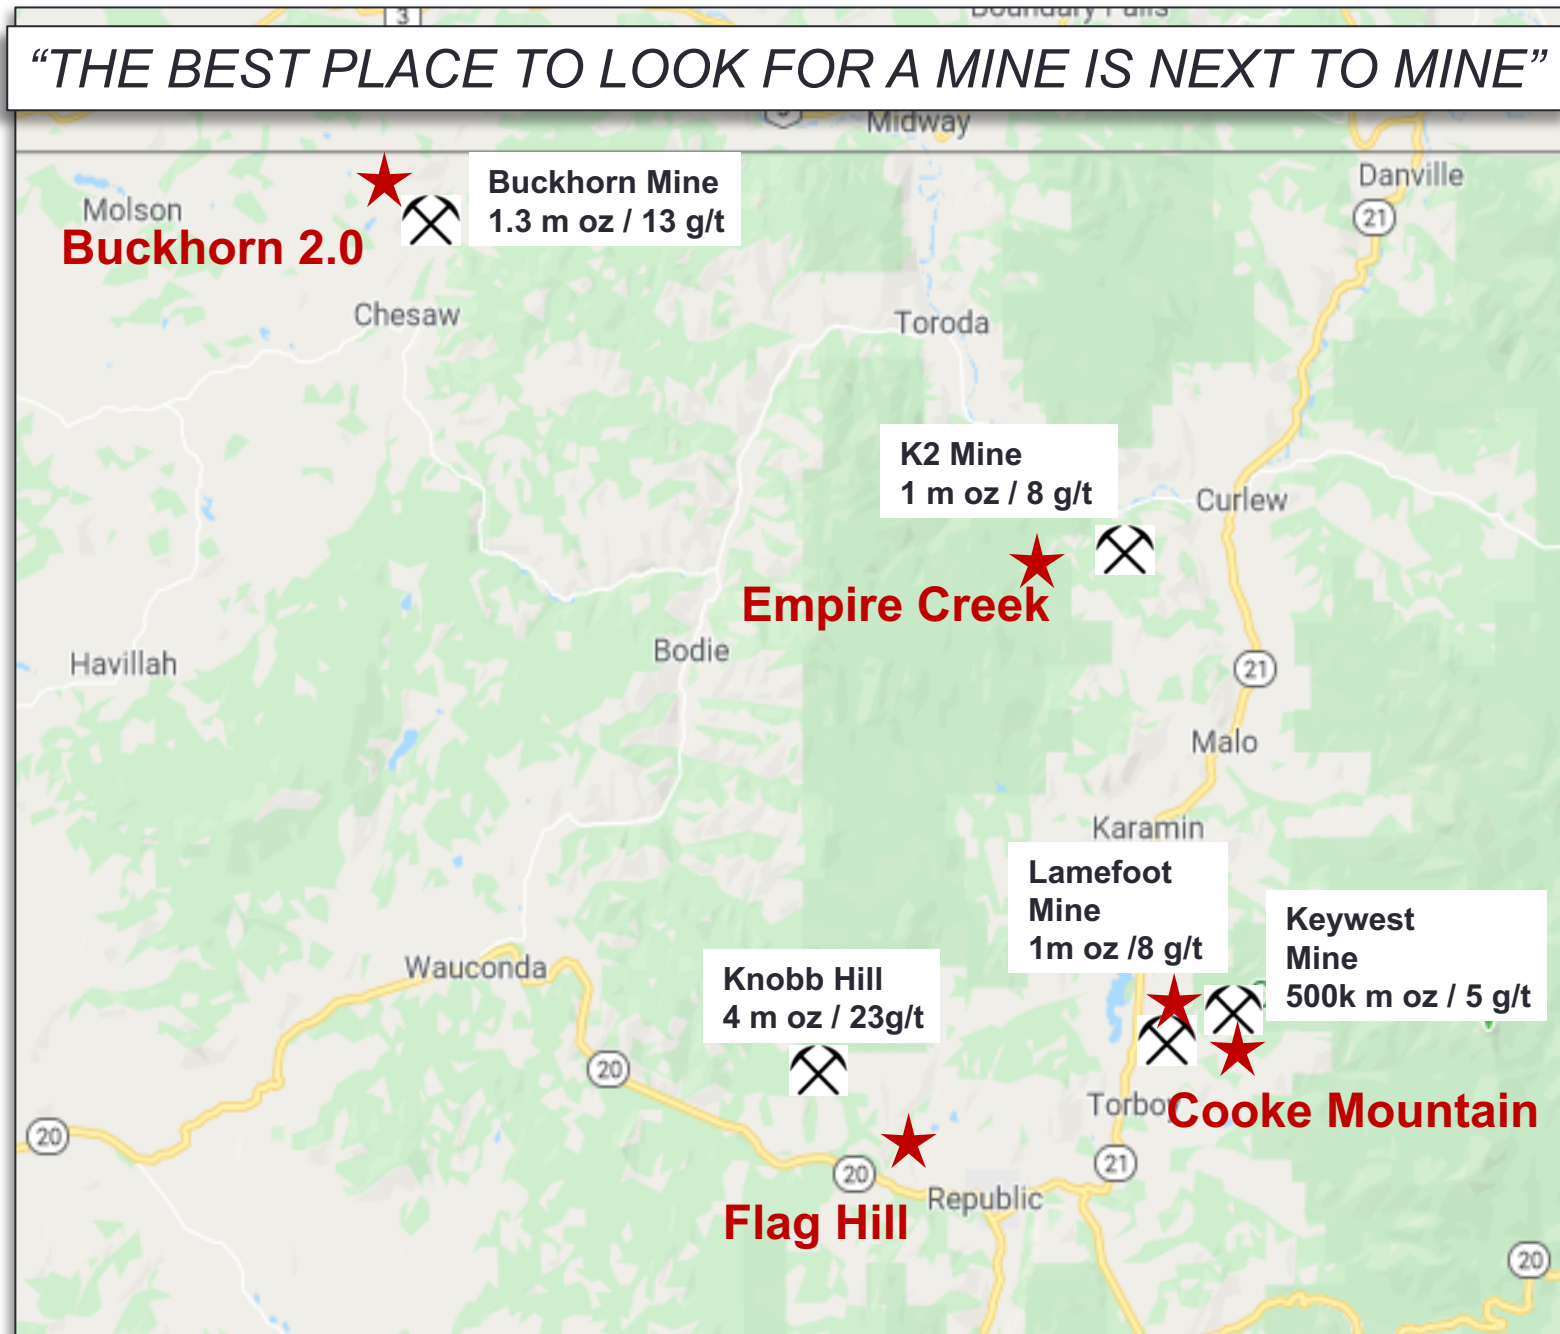 3
Boundary Falls
“THE BEST PLACE TO LOOK FOR A MINE IS NEXT TO MINE”
Midway
Danville
21
Molson
Buckhorn 2.0
Buckhorn Mine
1.3 m oz / 13 g/t
Chesaw
Toroda
K2 Mine
1 m oz / 8 g/t
Curlew
Empire Creek
Bodie
Havillah
21
Malo
Karamin
Lamefoot
Mine
1m oz /8 g/t
Keywest
Mine
500k m oz / 5 g/t
Wauconda
Knobb Hill
4 m oz / 23g/t
20
20
Cooke Mountain
20
21
Republic
Flag Hill
20